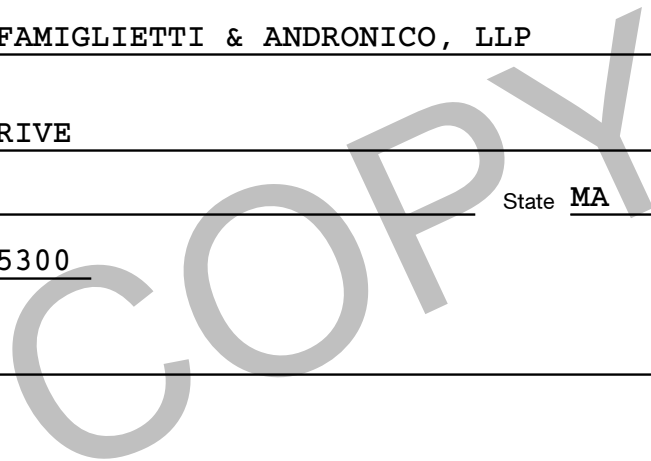 FAMIGLIETTI & ANDRONICO, LLP
RIVE
State MA
5300
COPY